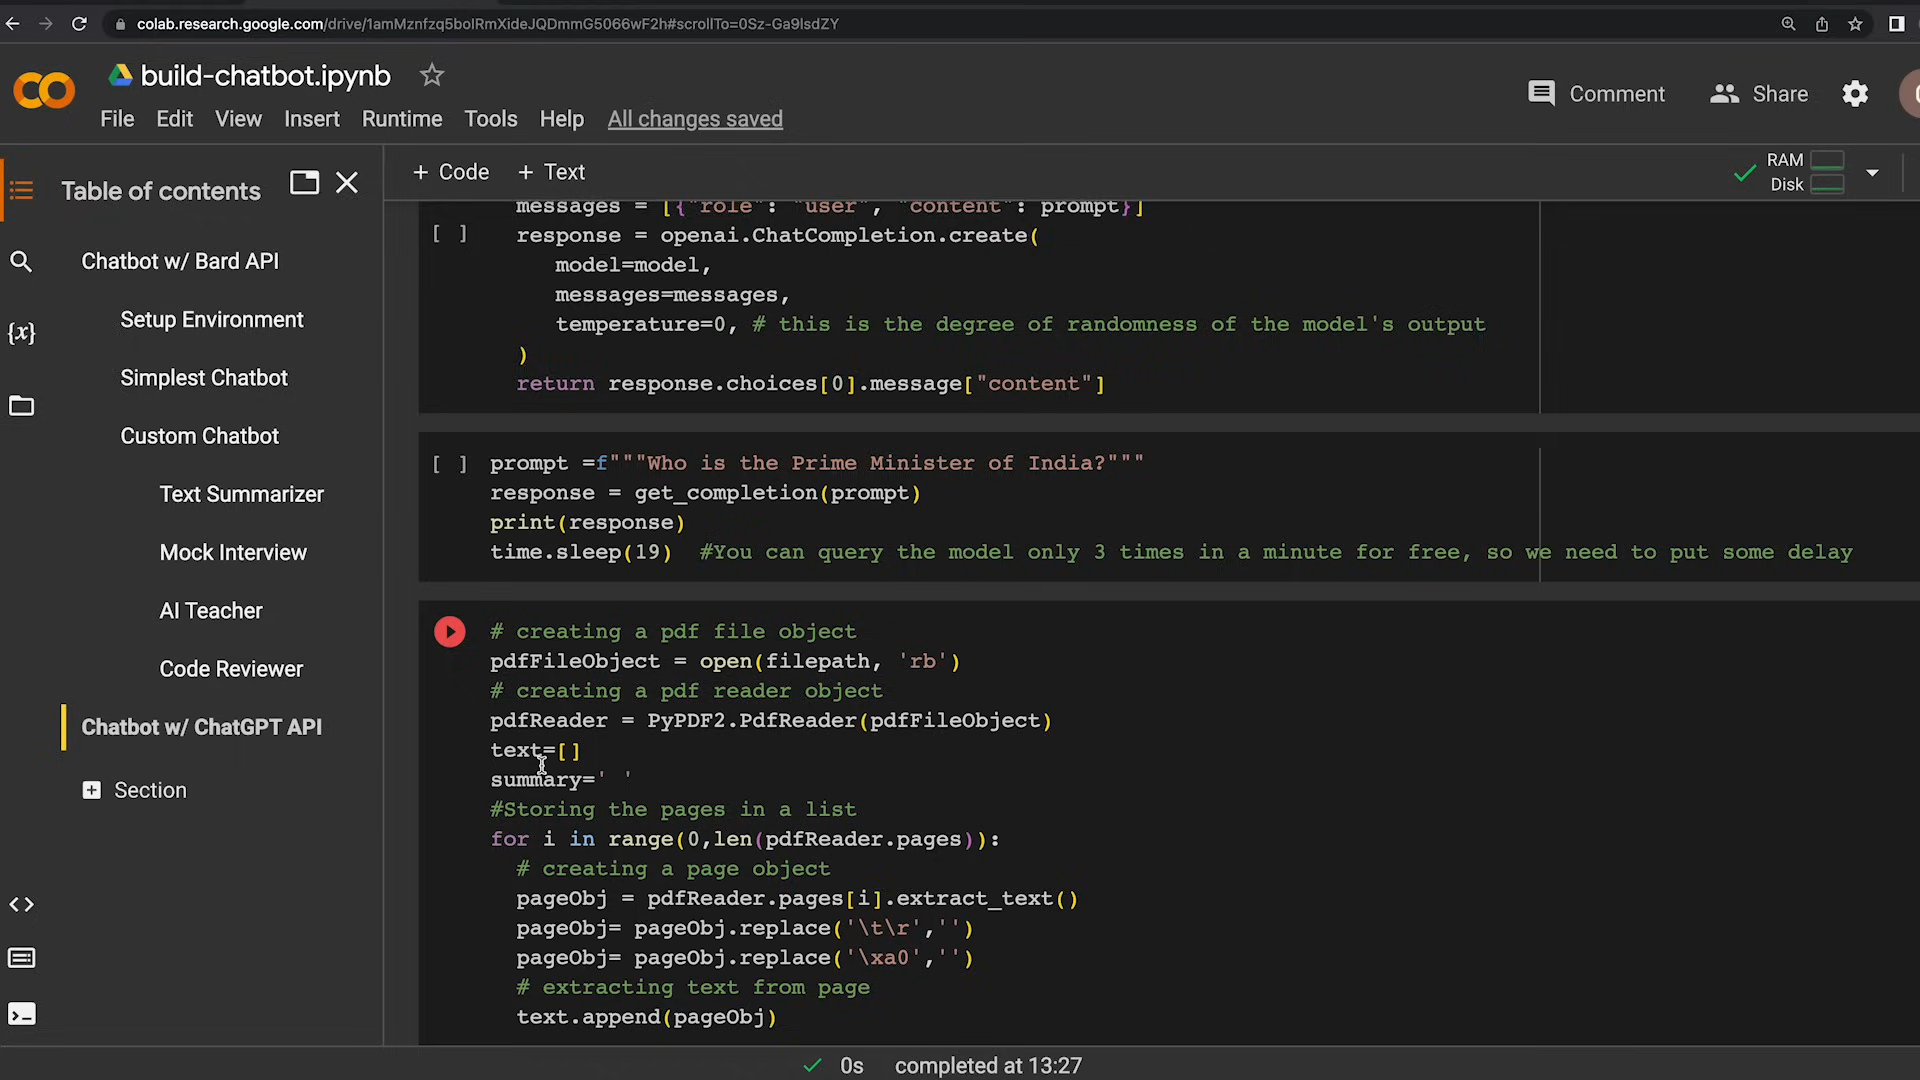 colab.research.google.com/drive/1amMznfzq5bolRmXideJQDmmG5066wF2h#scrollTo=0Sz-Ga9lsdZY
build-chatbot.ipynb
File Edit View Insert Runtime Tools Help All changes saved
Comment
Share
Table of contents
+ Code + Text
RAM
Disk
Chatbot w/ Bard API
Setup Environment
Simplest Chatbot
Custom Chatbot
Text Summarizer
Mock Interview
AI Teacher
Code Reviewer
Chatbot w/ ChatGPT API
Section
messages = [{"role": "user", "content": prompt}]
[ ] response = openai.ChatCompletion.create(
model=model,
messages=messages,
temperature=0, # this is the degree of randomness of the model's output
)
return response.choices[0].message["content"]
[ ] prompt =f"""Who is the Prime Minister of India?"""
response = get_completion(prompt)
print(response)
time.sleep(19) #You can query the model only 3 times in a minute for free, so we need to put some delay
# creating a pdf file object
pdfFileObject = open(filepath, 'rb')
# creating a pdf reader object
pdfReader = PyPDF2.PdfReader(pdfFileObject)
text=[]
summary=' '
#Storing the pages in a list
for i in range(0,len(pdfReader.pages)):
# creating a page object
pageObj = pdfReader.pages[i].extract_text()
pageObj= pageObj.replace('\t\r','')
pageObj= pageObj.replace('\xa0','')
# extracting text from page
text.append(pageObj)
0s completed at 13:27